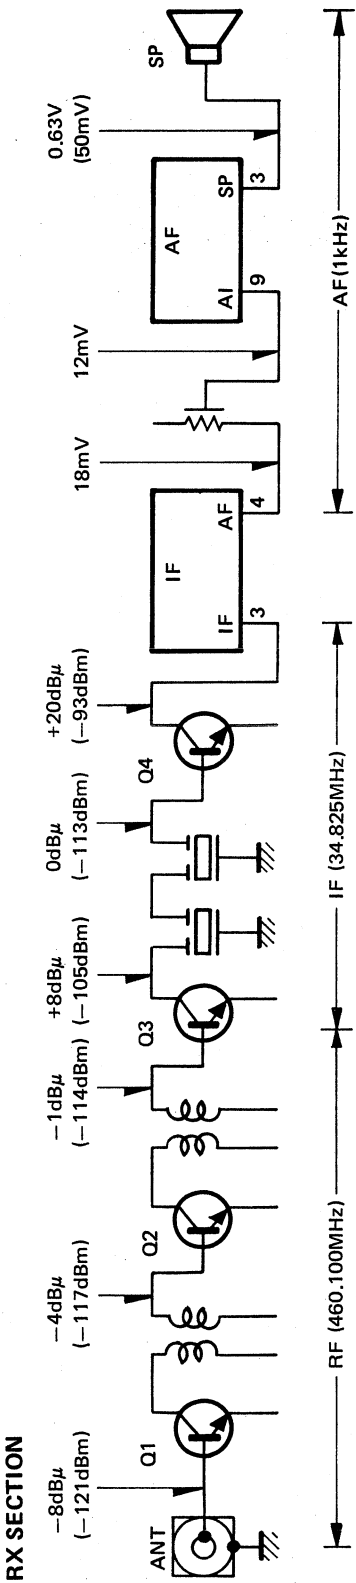 RX SECTION
−8dBμ
(−121dBm)
−4dBμ
(−117dBm)
−1dBμ
(−114dBm)
+8dBμ
(−105dBm)
0dBμ
(−113dBm)
+20dBμ
(−93dBm)
18mV
12mV
0.63V
(50mV)
ANT
Q1
Q2
Q3
Q4
IF
IF
AF
3
4
AF
AI
SP
9
3
SP
RF (460.100MHz)
IF (34.825MHz)
AF(1kHz)